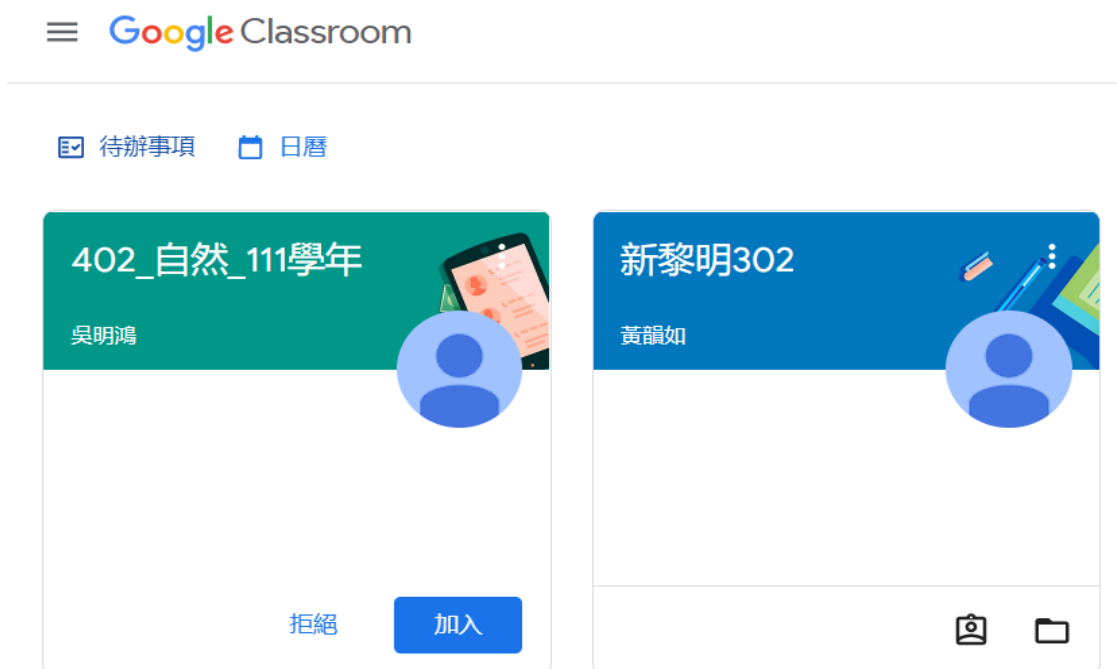 Google Classroom
待辦事項 日曆
402_自然_111學年
吳明鴻
拒絕 加入
新黎明302
黃韻如